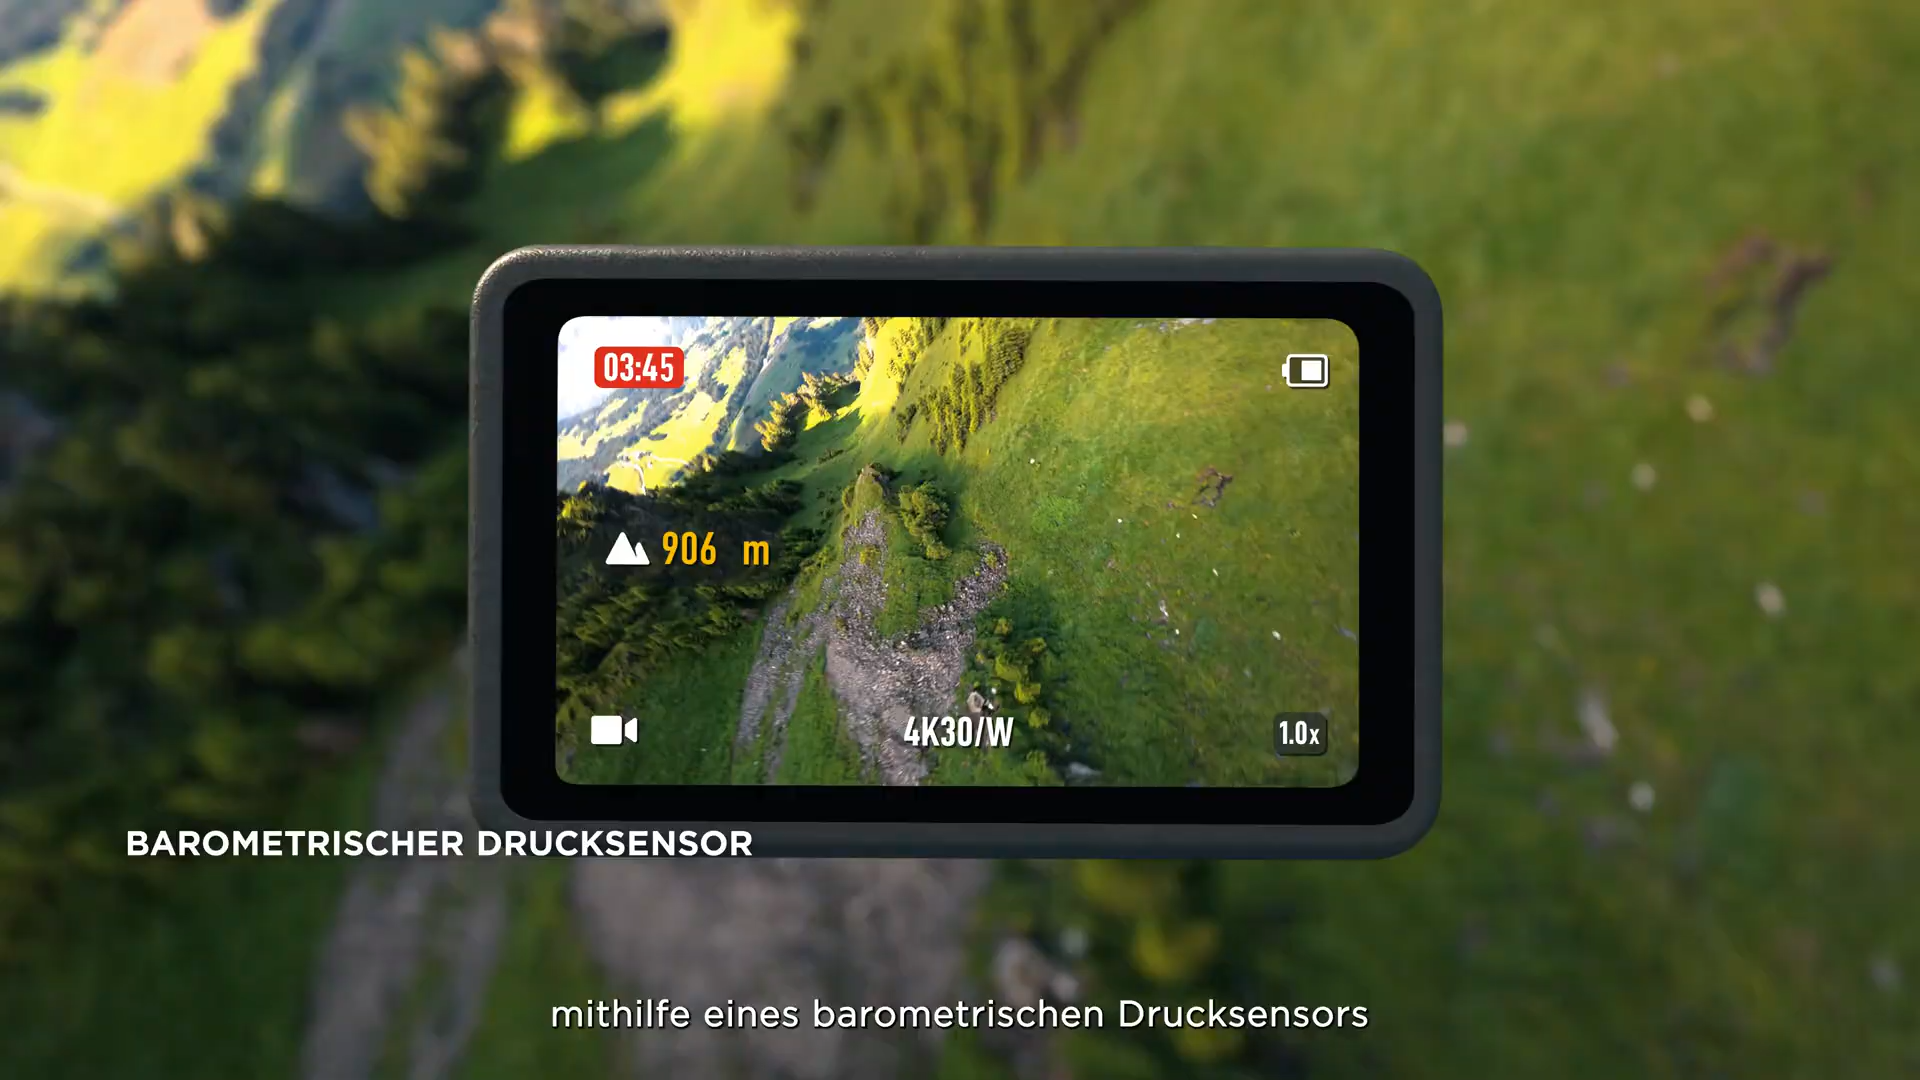 03:45
906 m
4K30/W
1.0x
BAROMETRISCHER DRUCKSENSOR
mithilfe eines barometrischen Drucksensors